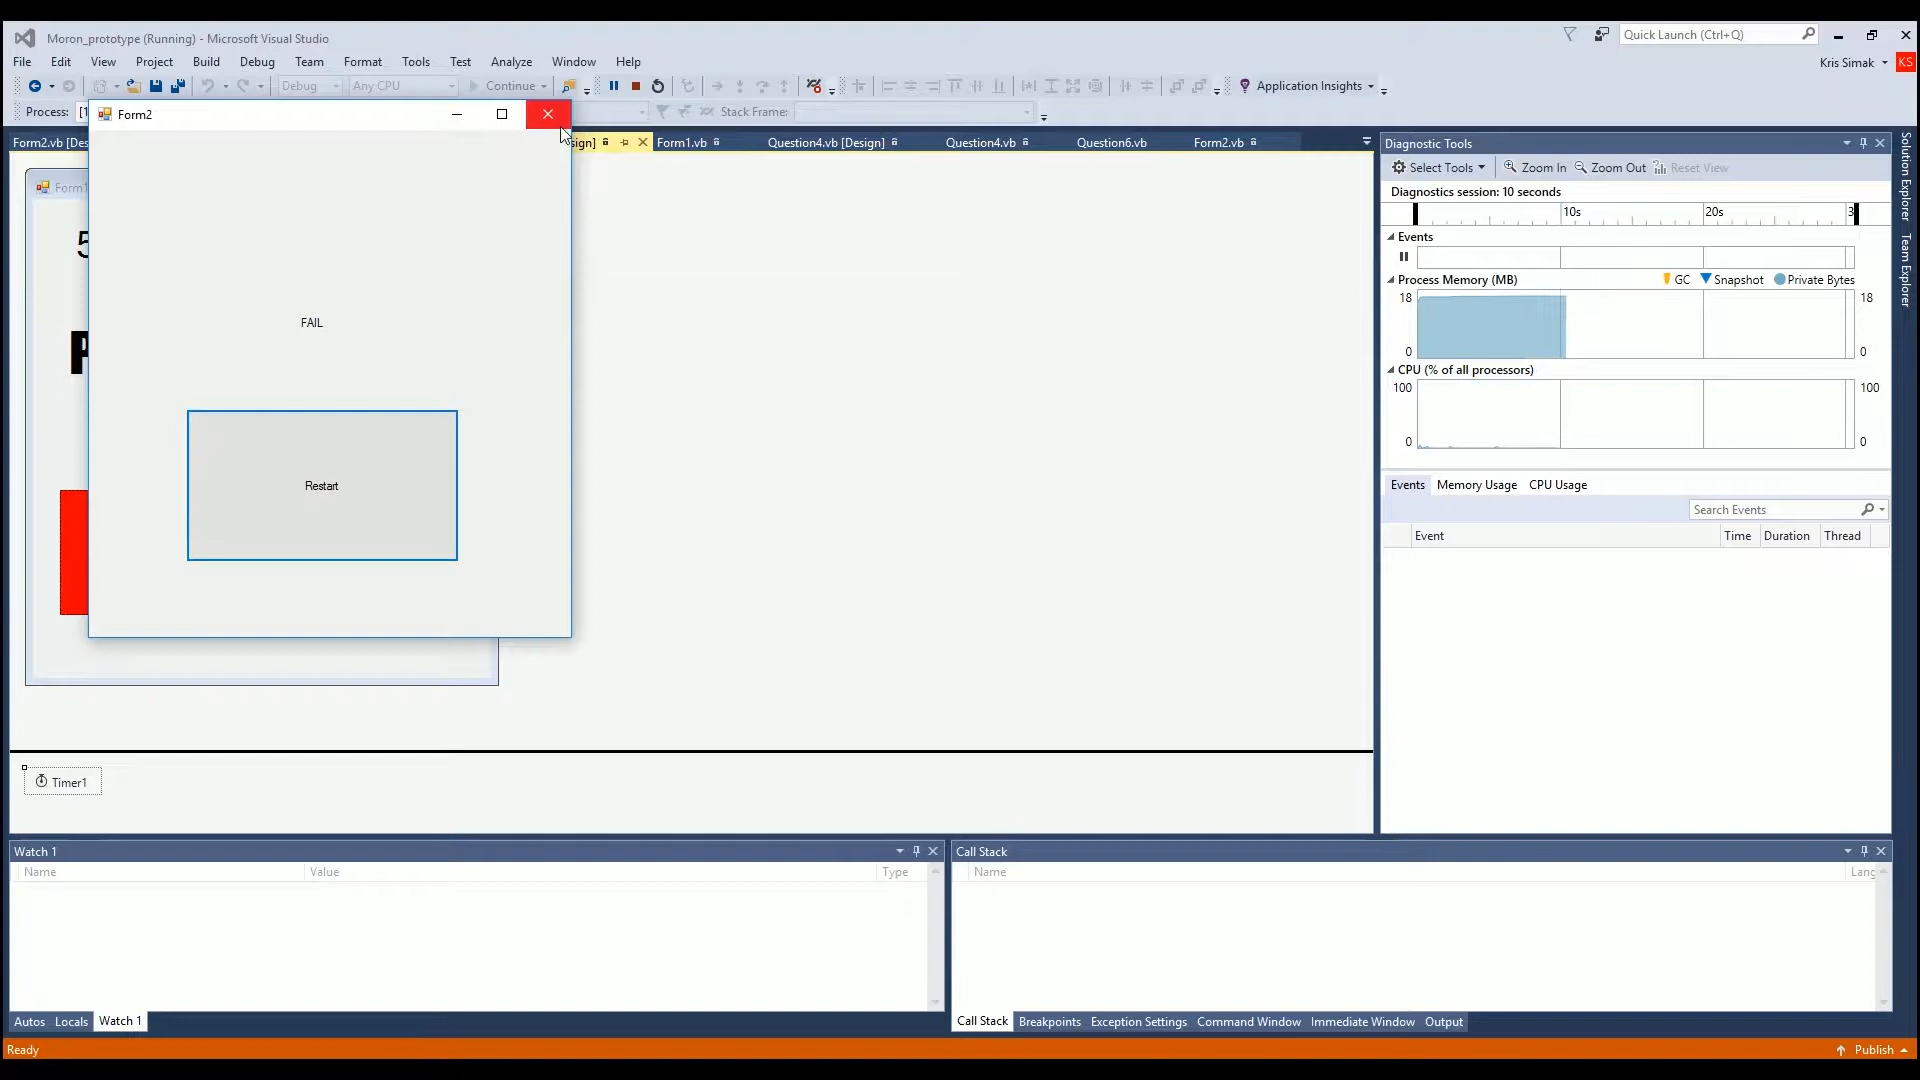 Moron_prototype (Running) - Microsoft Visual Studio
Quick Launch (Ctrl+Q)
File Edit View Project Build Debug Team Format Tools Test Analyze Window Help
Kris Simak KS
Debug Any CPU Continue Application Insights
Process: [1 Stack Frame:
Form2
Form2.vb [Des sign] Form1.vb Question4.vb [Design] Question4.vb Question6.vb Form2.vb
Form1
5
P
FAIL
Restart
Timer1
Diagnostic Tools
Select Tools Zoom In Zoom Out Reset View
Diagnostics session: 10 seconds
10s 20s 3
Events
Process Memory (MB) GC Snapshot Private Bytes
18 18
0 0
CPU (% of all processors)
100 100
0 0
Events Memory Usage CPU Usage
Search Events
Event Time Duration Thread
Solution Explorer
Team Explorer
Watch 1
Name Value Type
Autos Locals Watch 1
Call Stack
Name Lang
Call Stack Breakpoints Exception Settings Command Window Immediate Window Output
Ready Publish